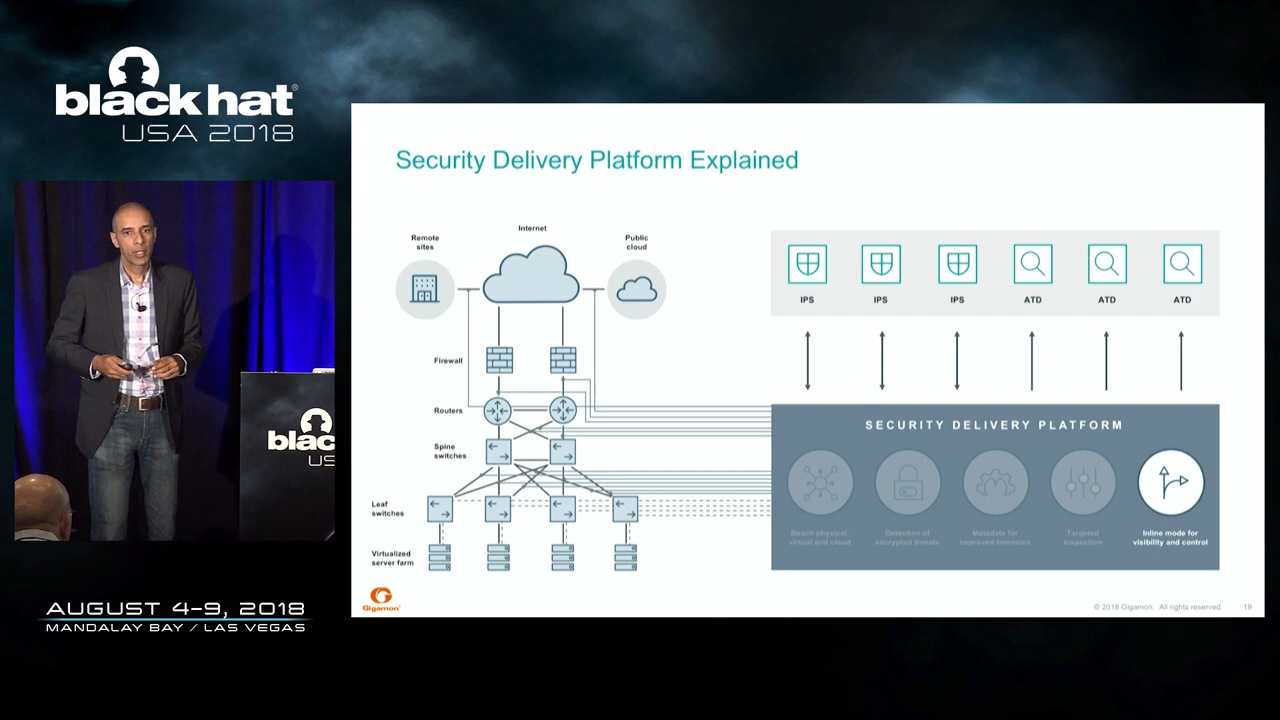 black hat®
USA 2018
blac
US
AUGUST 4-9, 2018
MANDALAY BAY / LAS VEGAS
Security Delivery Platform Explained
Remote
sites
Internet
Public
cloud
Firewall
Routers
Spine
switches
Leaf
switches
Virtualized
server farm
IPS
IPS
IPS
ATD
ATD
ATD
SECURITY DELIVERY PLATFORM
Reach physical,
virtual and cloud
Detection of
encrypted threats
Metadata for
improved forensics
Targeted
inspection
Inline mode for
visibility and control
Gigamon®
© 2018 Gigamon. All rights reserved.
19